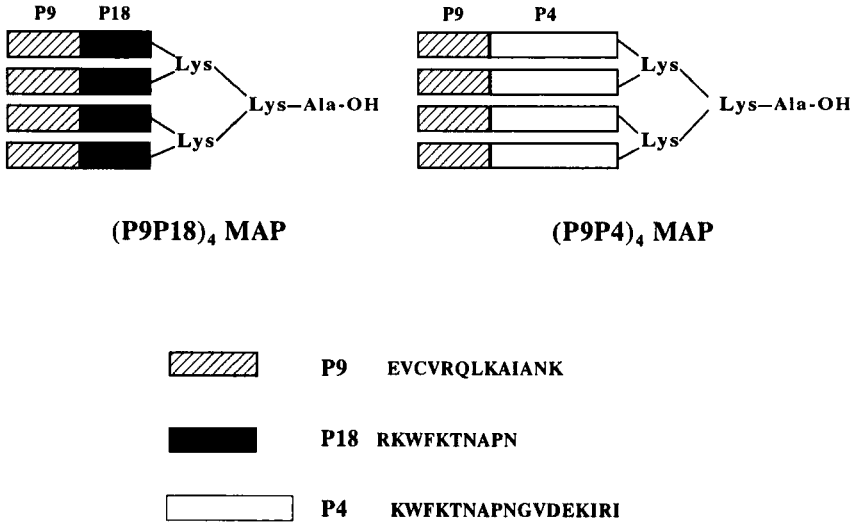 P9 P18
Lys
Lys–Ala-OH
Lys
(P9P18)₄ MAP
P9 P4
Lys
Lys–Ala-OH
Lys
(P9P4)₄ MAP
P9 EVCVRQLKAIANK
P18 RKWFKTNAPN
P4 KWFKTNAPNGVDEKIRI